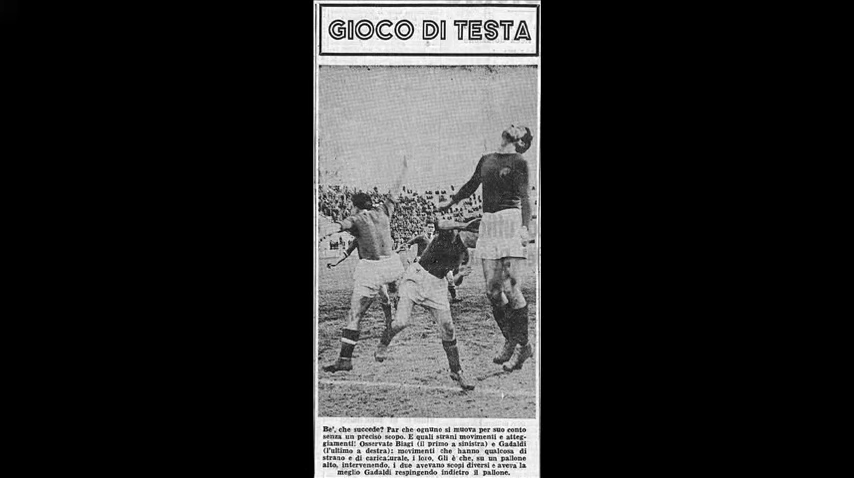 GIOCO DI TESTA
Be', che succede? Par che ognuno si muova per suo conto
senza un preciso scopo. E quali strani movimenti e atteg-
giamenti! Osservate Biagi (il primo a sinistra) e Gadaldi
(l'ultimo a destra): movimenti che hanno qualcosa di
strano e di caricaturale, i loro. Gli è che, su un pallone
alto, intervenendo, i due avevano scopi diversi e aveva la
meglio Gadaldi respingendo indietro il pallone.